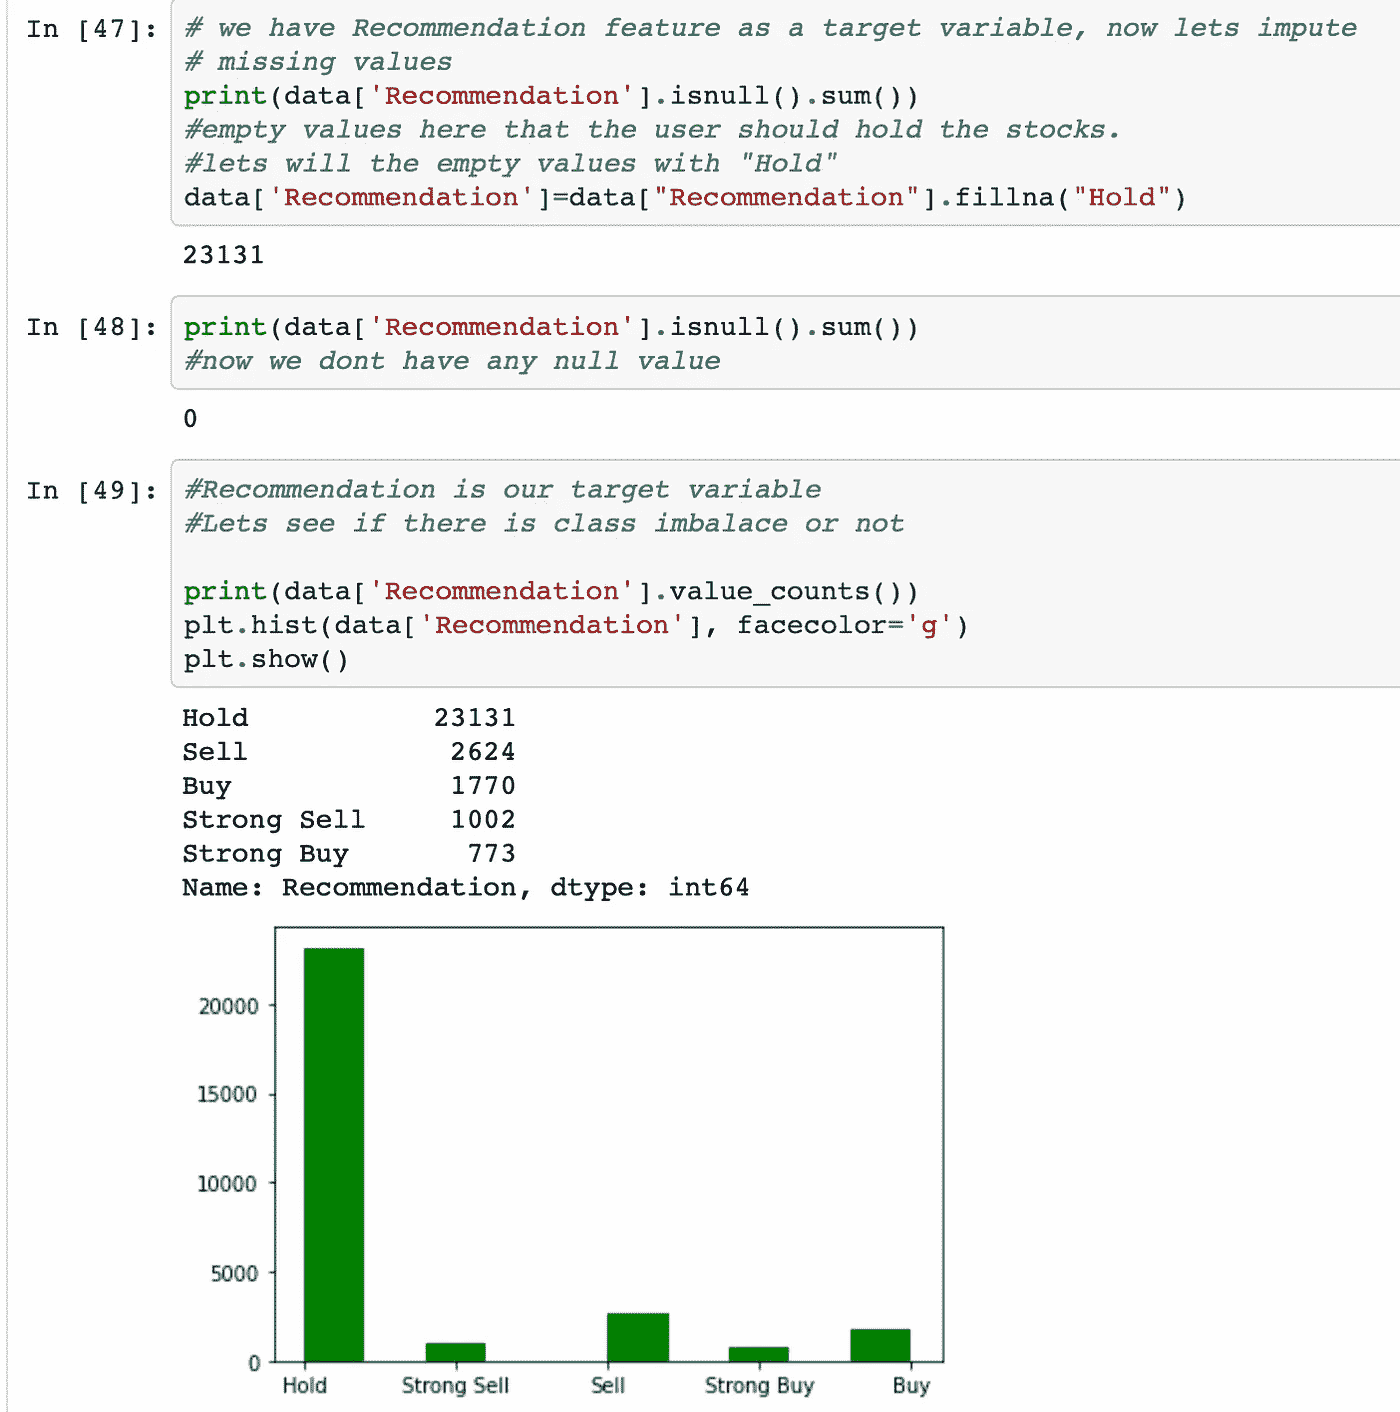 In [47]: # we have Recommendation feature as a target variable, now lets impute
# missing values
print(data['Recommendation'].isnull().sum())
#empty values here that the user should hold the stocks.
#lets will the empty values with "Hold"
data['Recommendation']=data["Recommendation"].fillna("Hold")
23131
In [48]: print(data['Recommendation'].isnull().sum())
#now we dont have any null value
0
In [49]: #Recommendation is our target variable
#Lets see if there is class imbalace or not
print(data['Recommendation'].value_counts())
plt.hist(data['Recommendation'], facecolor='g')
plt.show()
Hold 23131
Sell 2624
Buy 1770
Strong Sell 1002
Strong Buy 773
Name: Recommendation, dtype: int64
20000
15000
10000
5000
0
Hold Strong Sell Sell Strong Buy Buy